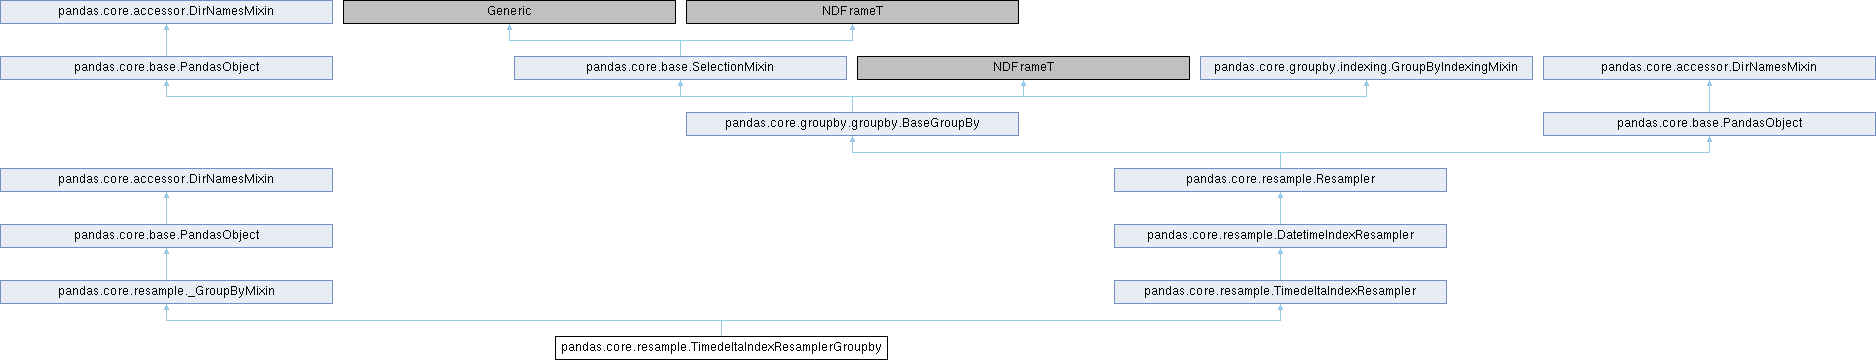 pandas.core.accessor.DirNamesMixin
Generic
NDFrameT
pandas.core.base.PandasObject
pandas.core.base.SelectionMixin
NDFrameT
pandas.core.groupby.indexing.GroupByIndexingMixin
pandas.core.accessor.DirNamesMixin
pandas.core.groupby.groupby.BaseGroupBy
pandas.core.base.PandasObject
pandas.core.accessor.DirNamesMixin
pandas.core.resample.Resampler
pandas.core.base.PandasObject
pandas.core.resample.DatetimeIndexResampler
pandas.core.resample._GroupByMixin
pandas.core.resample.TimedeltaIndexResampler
pandas.core.resample.TimedeltaIndexResamplerGroupby